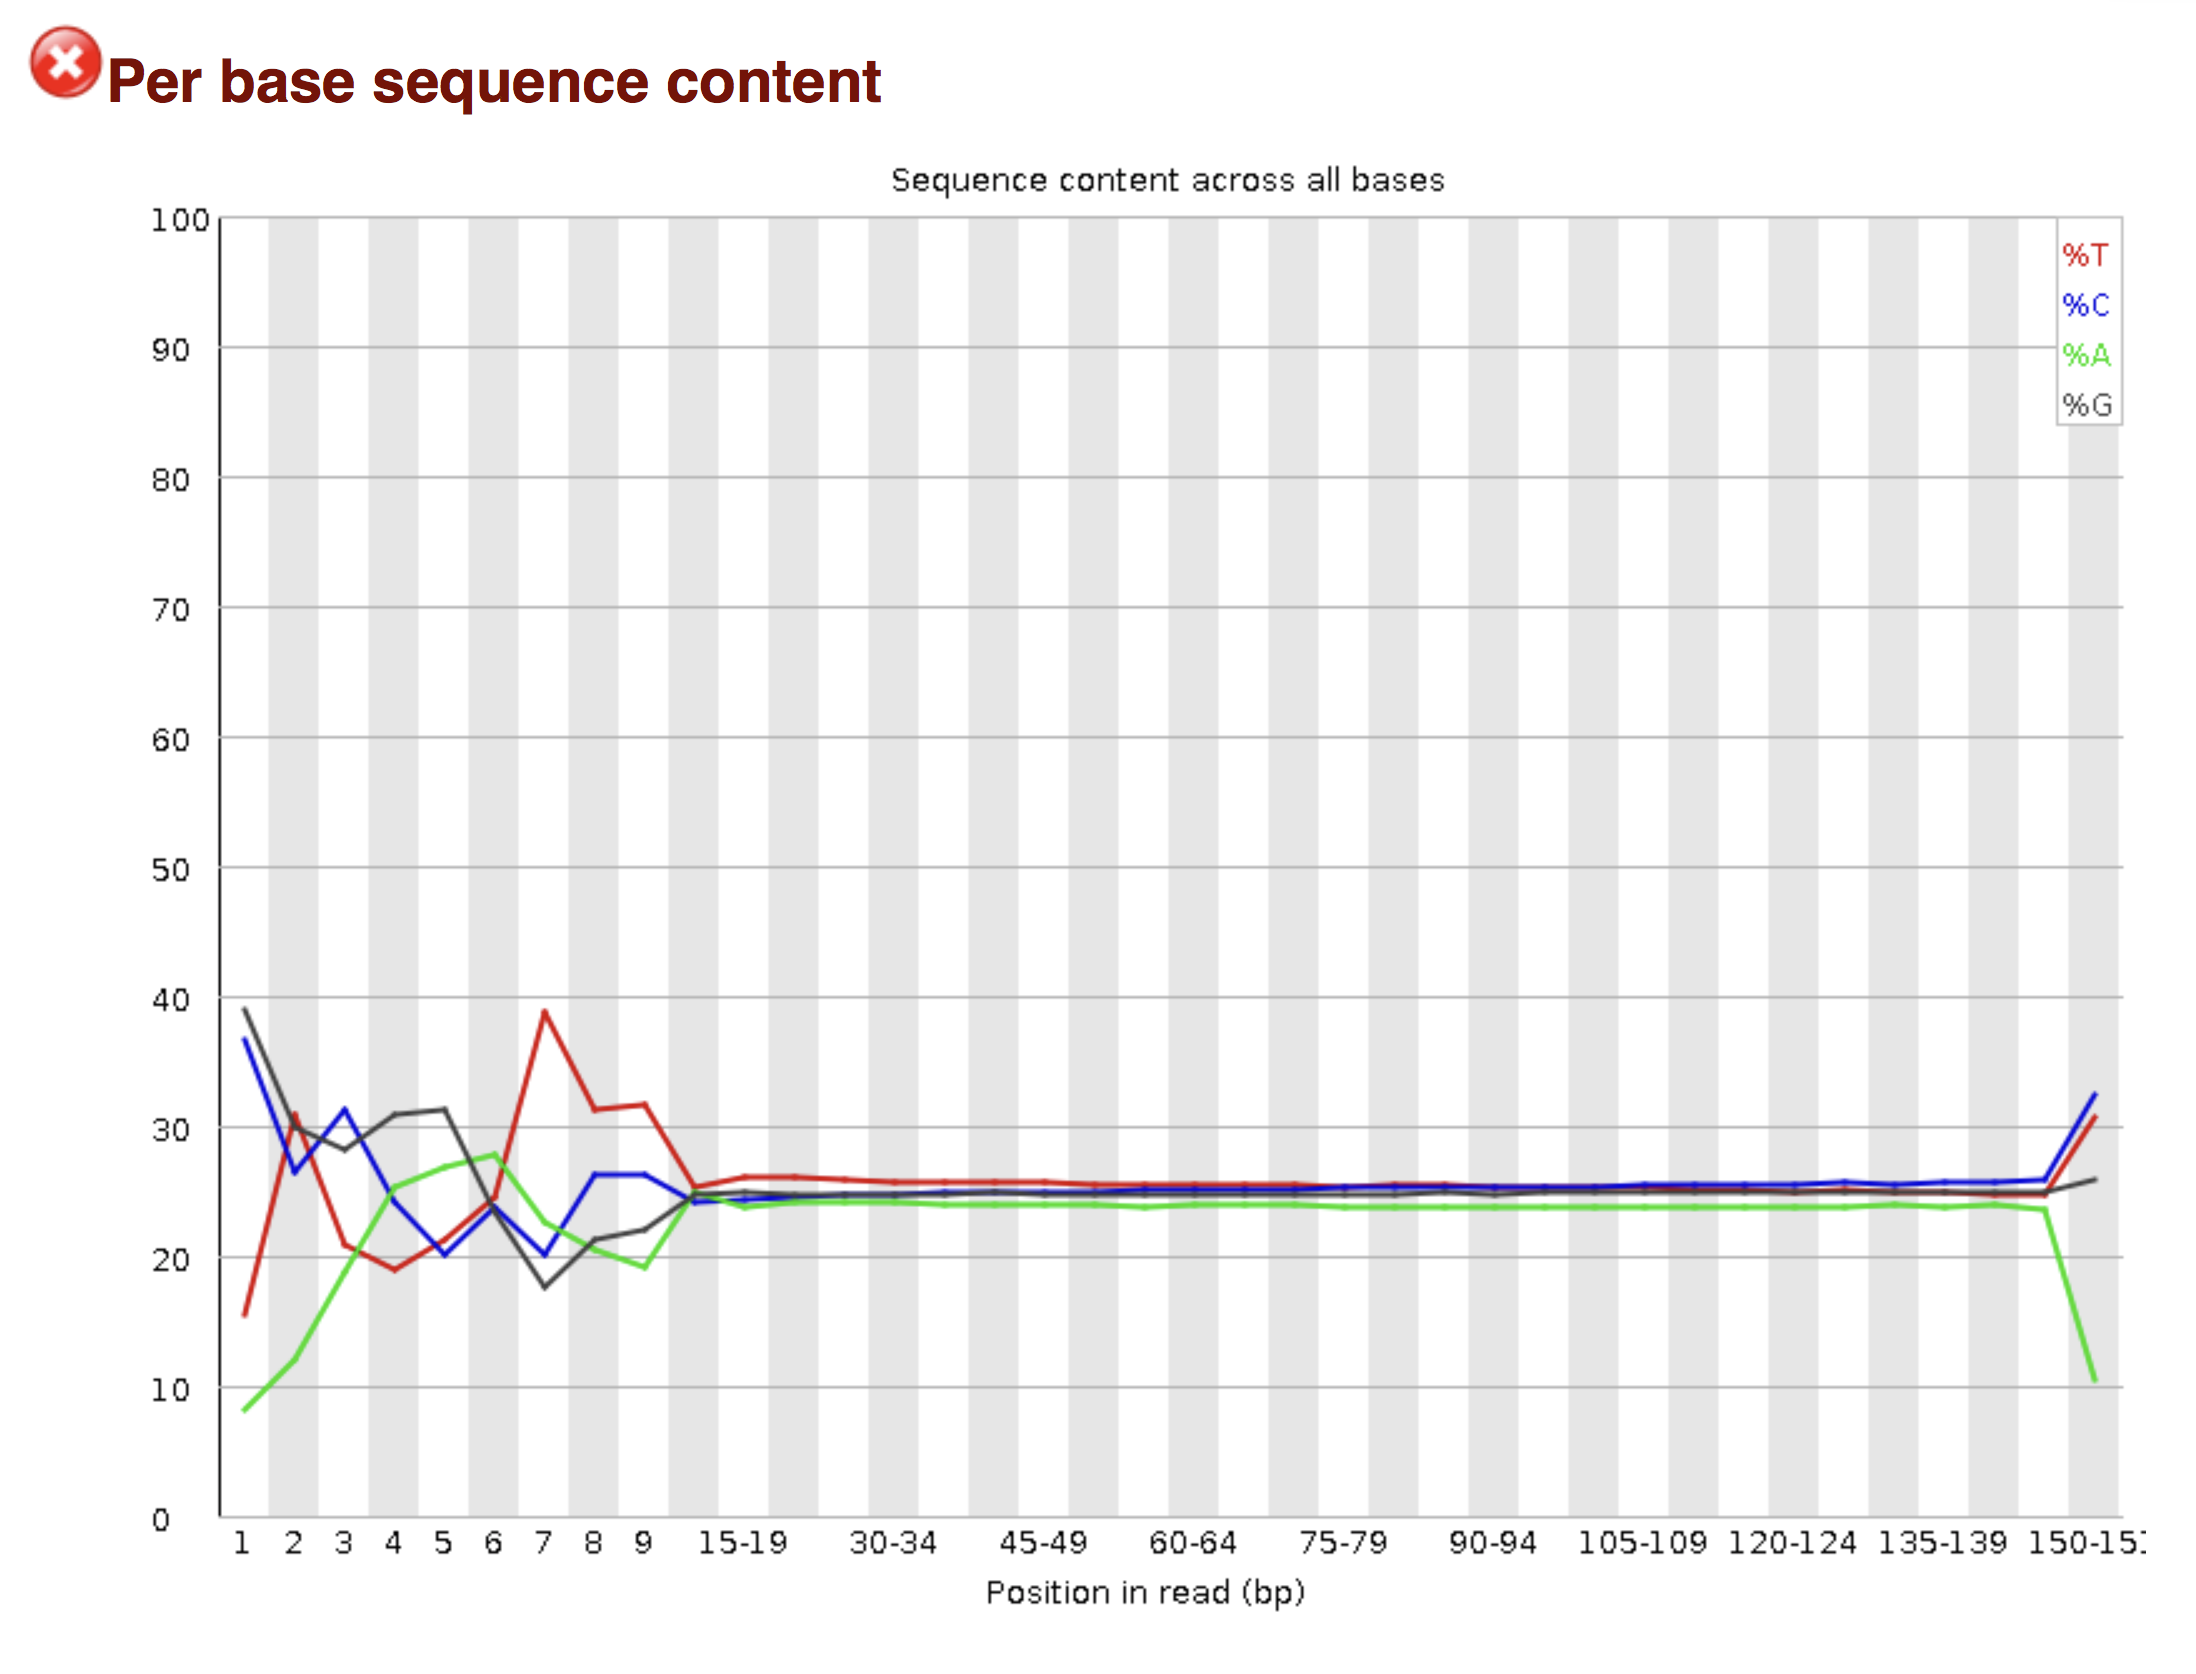 Per base sequence content
Sequence content across all bases
%T
%C
%A
%G
100
90
80
70
60
50
40
30
20
10
0
1 2 3 4 5 6 7 8 9 15-19 30-34 45-49 60-64 75-79 90-94 105-109 120-124 135-139 150-15
Position in read (bp)